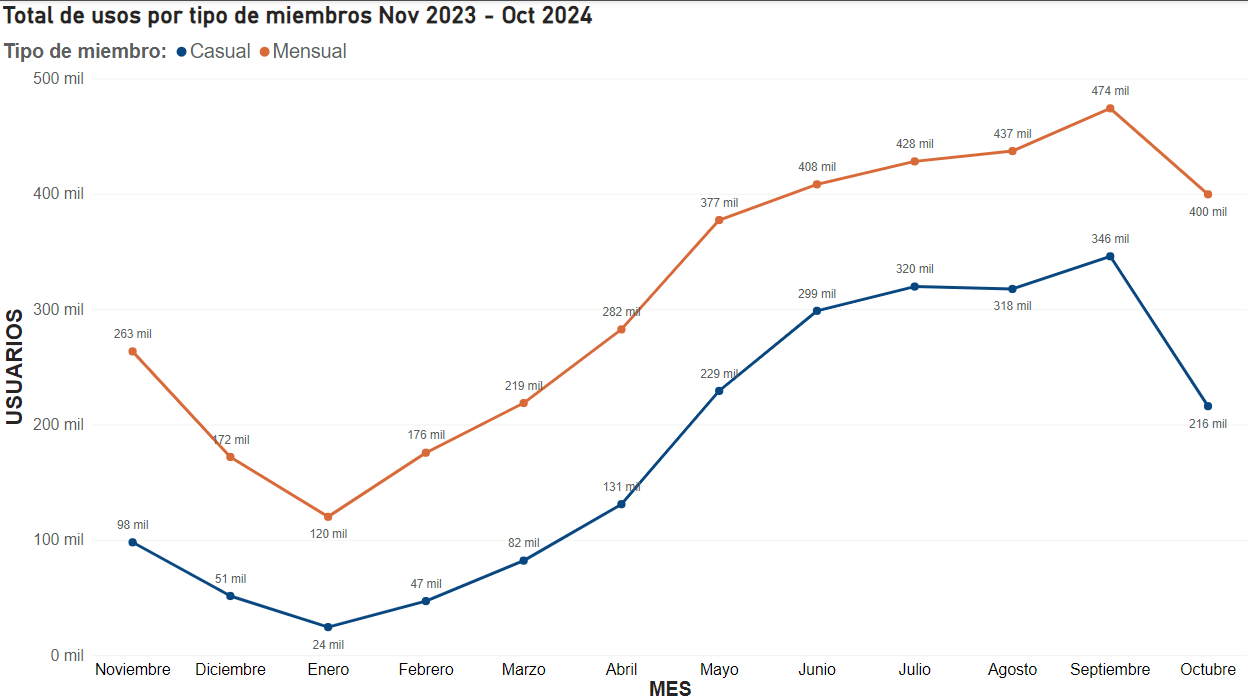 Total de usos por tipo de miembros Nov 2023 - Oct 2024
Tipo de miembro: Casual Mensual
500 mil
400 mil
300 mil
200 mil
100 mil
0 mil
USUARIOS
263 mil
172 mil
120 mil
176 mil
219 mil
282 mil
377 mil
408 mil
428 mil
437 mil
474 mil
400 mil
98 mil
51 mil
24 mil
47 mil
82 mil
131 mil
229 mil
299 mil
320 mil
318 mil
346 mil
216 mil
Noviembre Diciembre Enero Febrero Marzo Abril Mayo Junio Julio Agosto Septiembre Octubre
MES